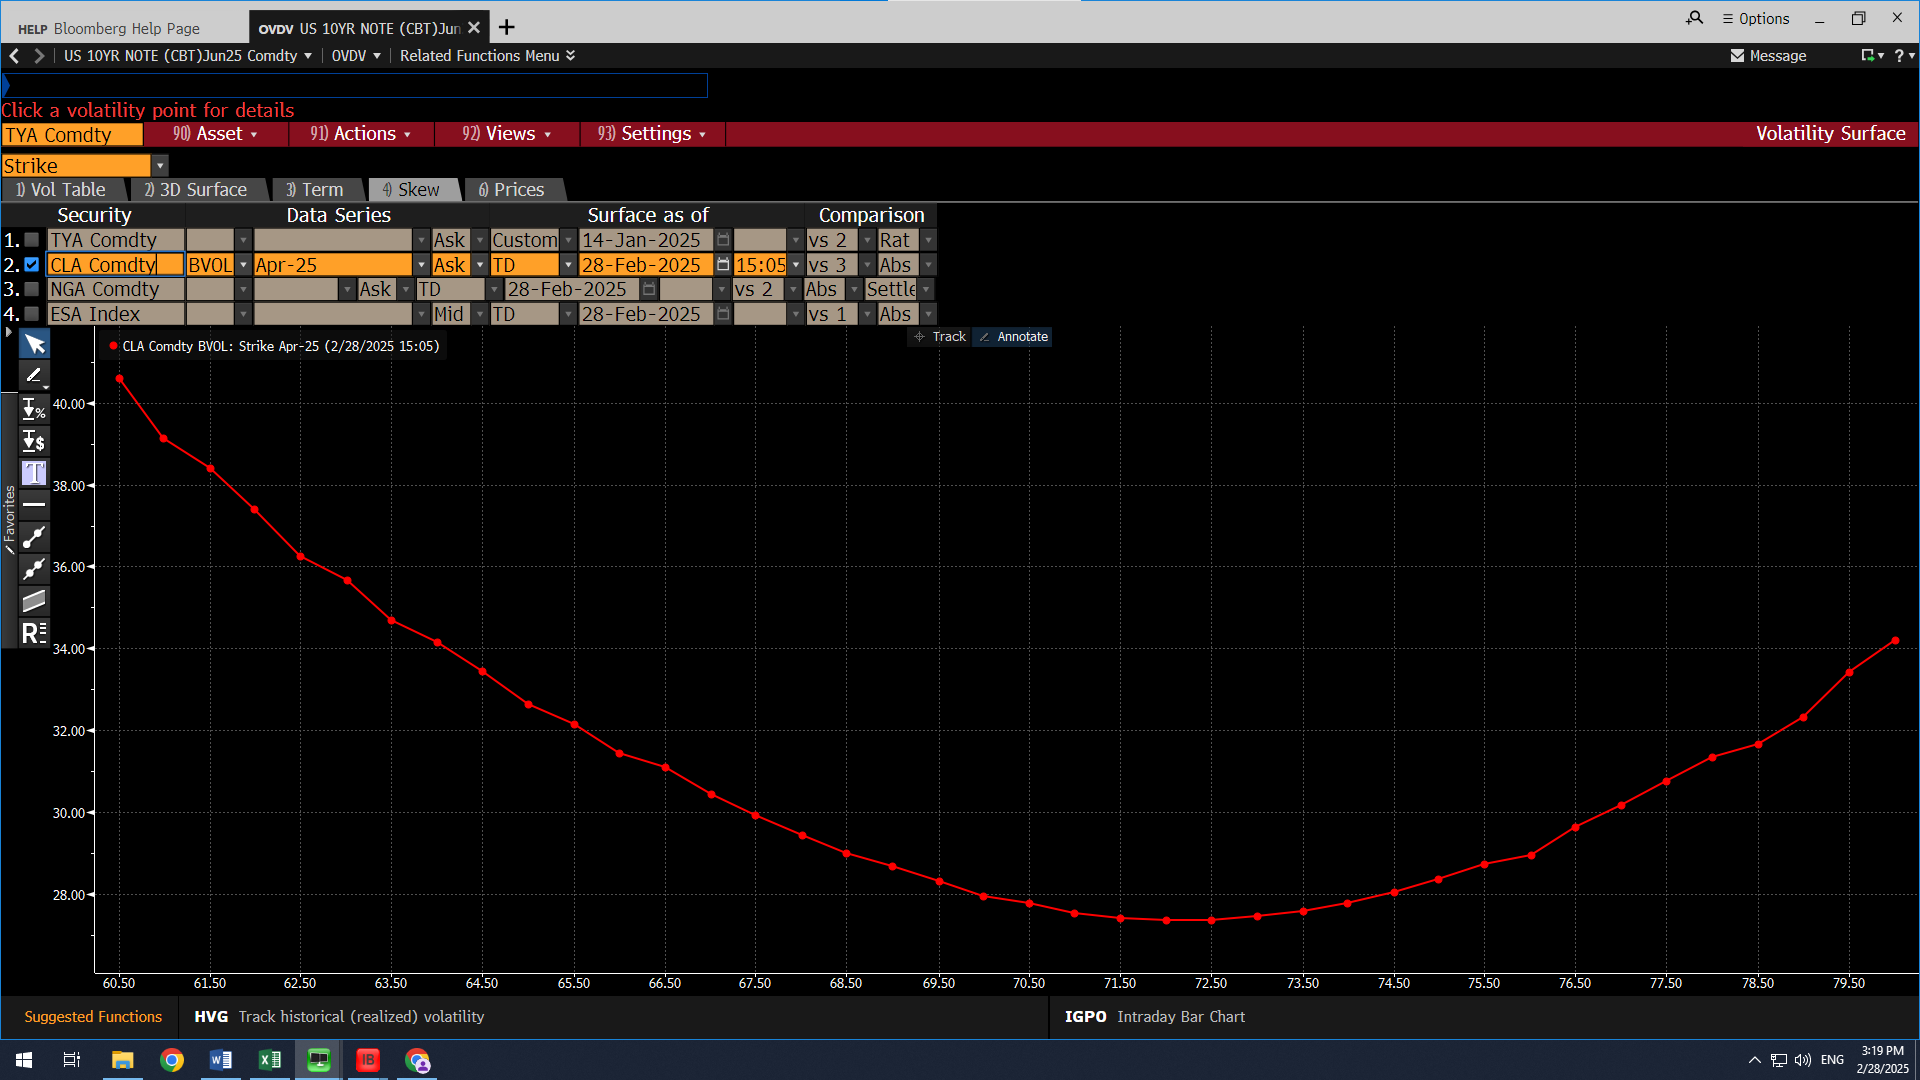 HELP Bloomberg Help Page
OVDV US 10YR NOTE (CBT)Jun
Options
US 10YR NOTE (CBT)Jun25 Comdty OVDV Related Functions Menu
Message
?
Click a volatility point for details
TYA Comdty 90) Asset 91) Actions 92) Views 93) Settings Volatility Surface
Strike
1) Vol Table 2) 3D Surface 3) Term 4) Skew 6) Prices
Security Data Series Surface as of Comparison
1. TYA Comdty Ask Custom 14-Jan-2025 vs 2 Rat
2. CLA Comdty BVOL Apr-25 Ask TD 28-Feb-2025 15:05 vs 3 Abs
3. NGA Comdty Ask TD 28-Feb-2025 vs 2 Abs Settle
4. ESA Index Mid TD 28-Feb-2025 vs 1 Abs
CLA Comdty BVOL: Strike Apr-25 (2/28/2025 15:05)
Track Annotate
%
$
T
R
Favorites
40.00
38.00
36.00
34.00
32.00
30.00
28.00
60.50 61.50 62.50 63.50 64.50 65.50 66.50 67.50 68.50 69.50 70.50 71.50 72.50 73.50 74.50 75.50 76.50 77.50 78.50 79.50
Suggested Functions HVG Track historical (realized) volatility IGPO Intraday Bar Chart
IB
ENG
3:19 PM
2/28/2025